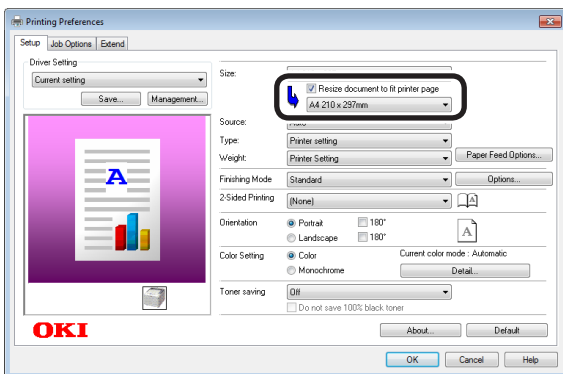 Printing Preferences
Setup Job Options Extend
Driver Setting
Current setting
Save... Management...
Size:
Resize document to fit printer page
A4 210 x 297mm
Source:
Type: Printer setting
Weight: Printer Setting Paper Feed Options...
Finishing Mode Standard Options...
2-Sided Printing (None)
Orientation Portrait 180°
Landscape 180°
A
Color Setting Color Current color mode : Automatic
Monochrome Detail...
Toner saving Off
Do not save 100% black toner
A
OKI
About... Default
OK Cancel Help